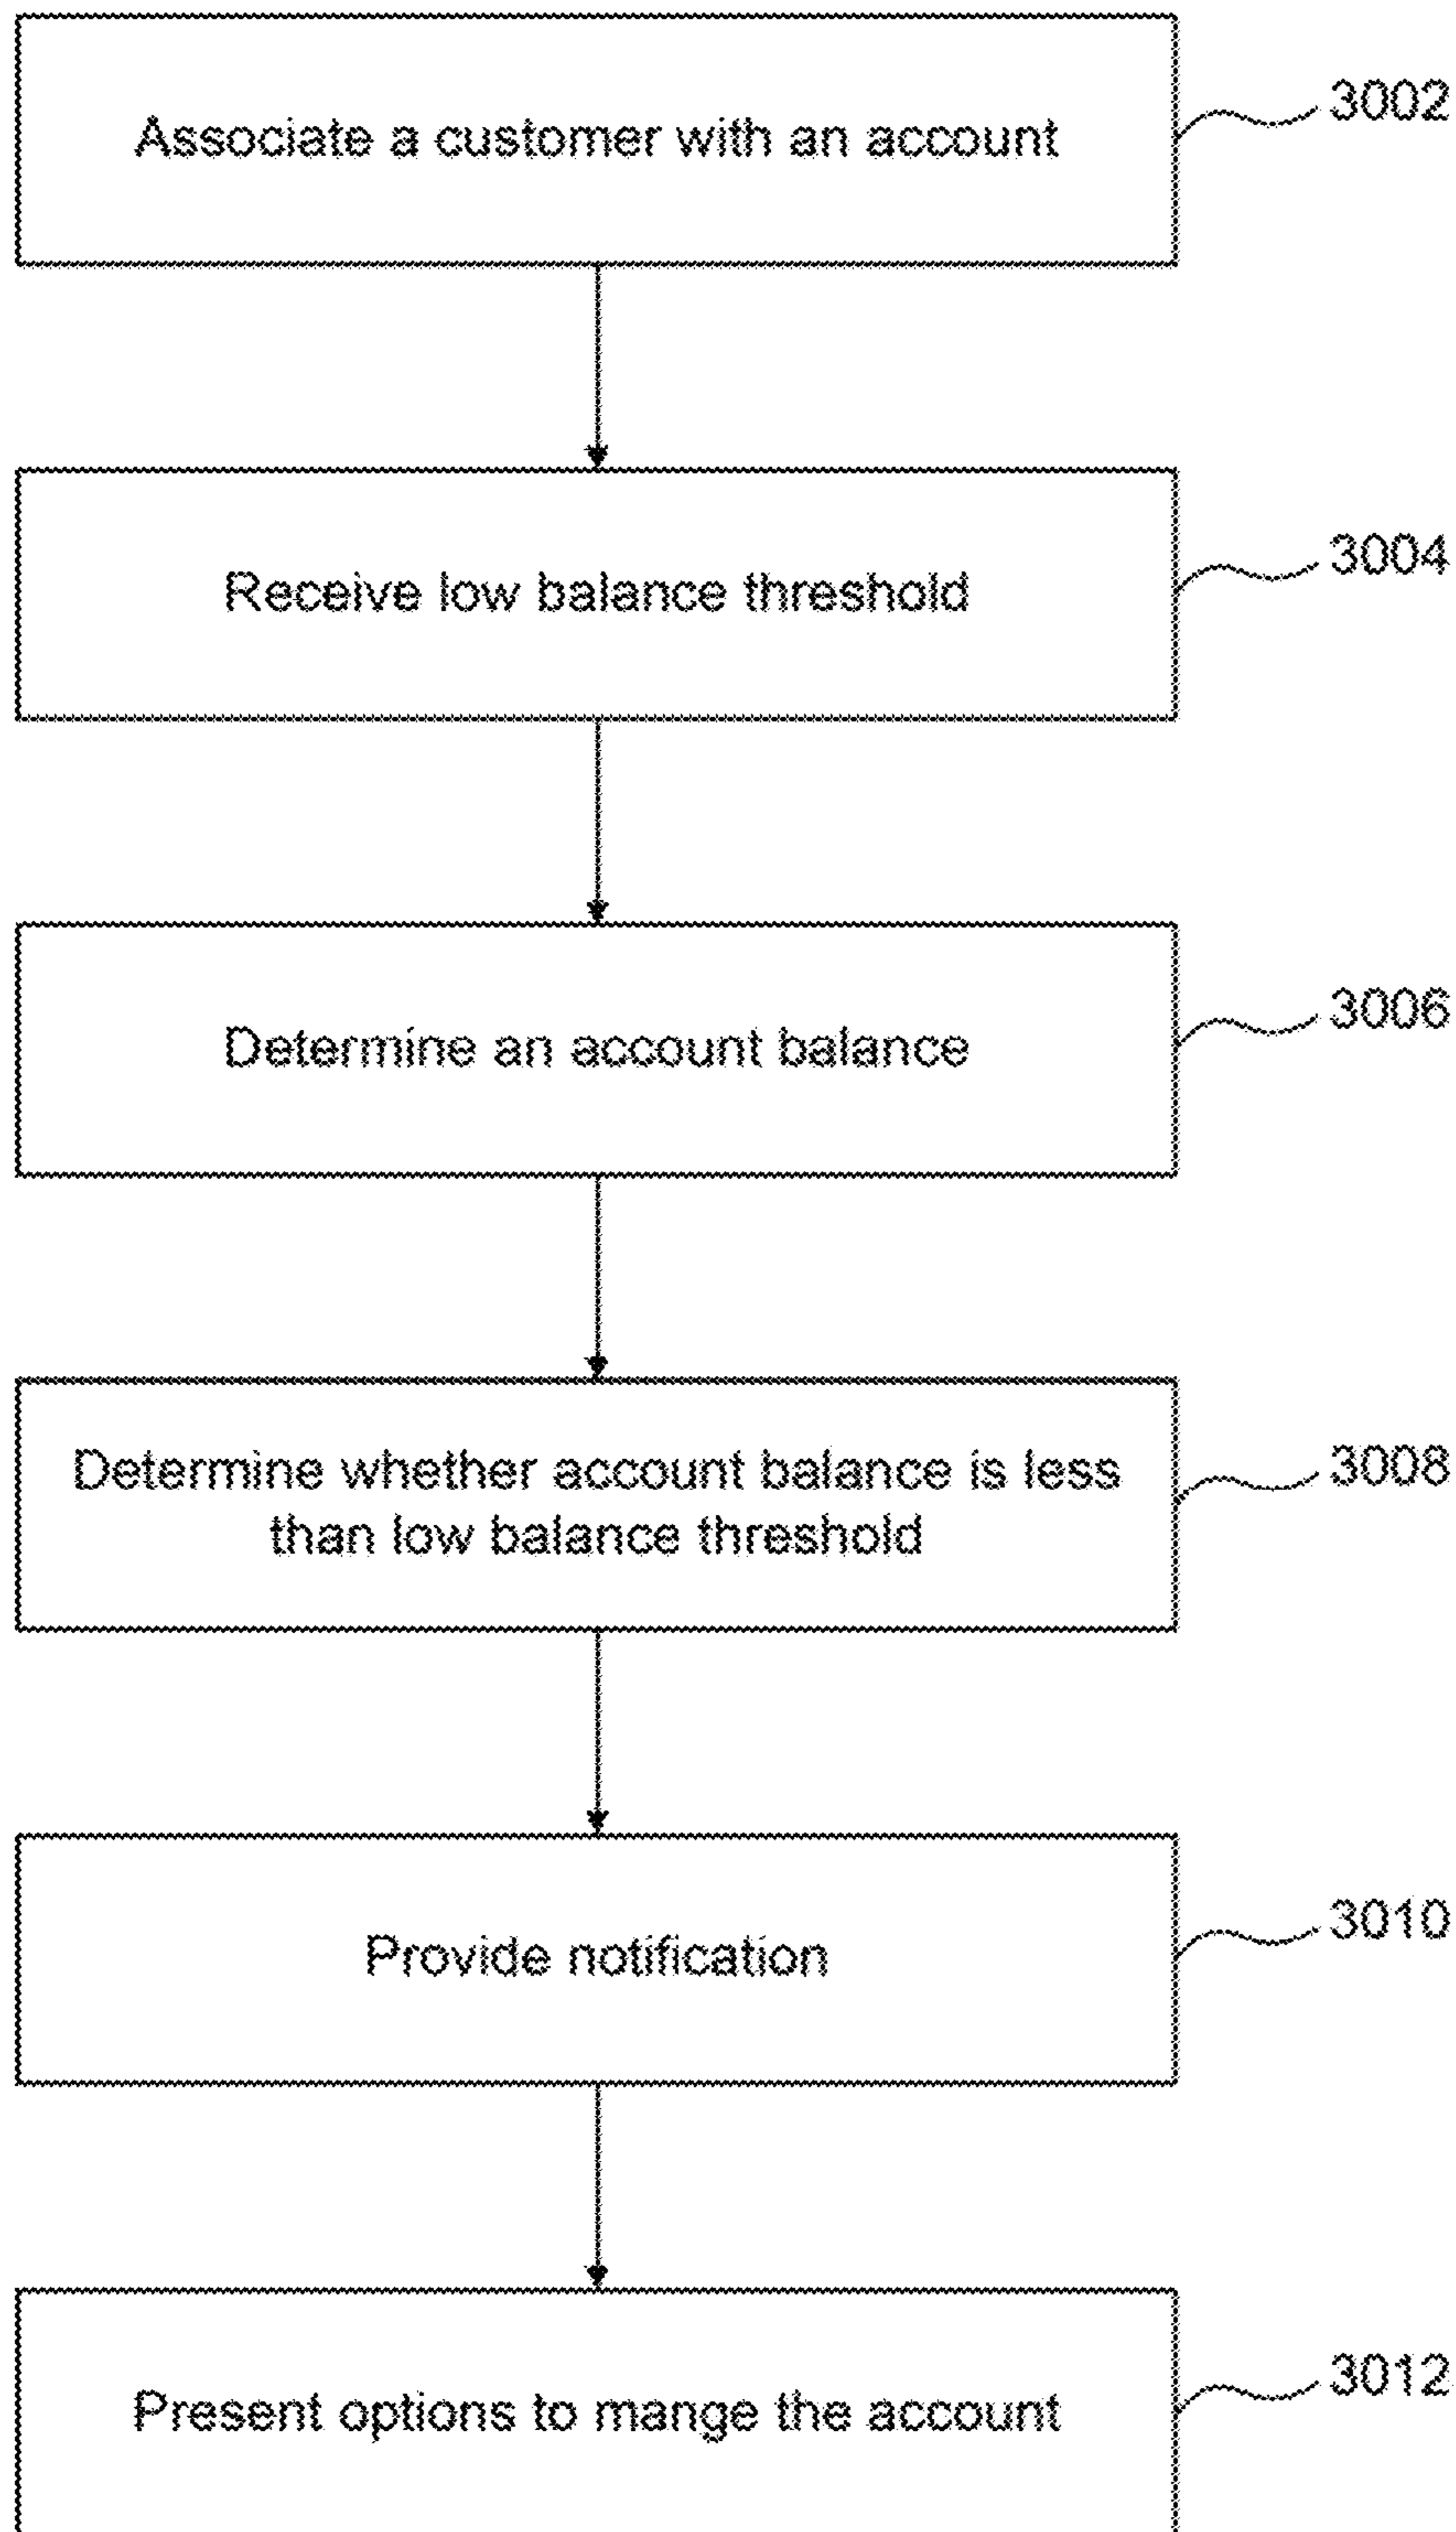 Associate a customer with an account
3002
Receive low balance threshold
3004
Determine an account balance
3006
Determine whether account balance is less
than low balance threshold
3008
Provide notification
3010
Present options to mange the account
3012